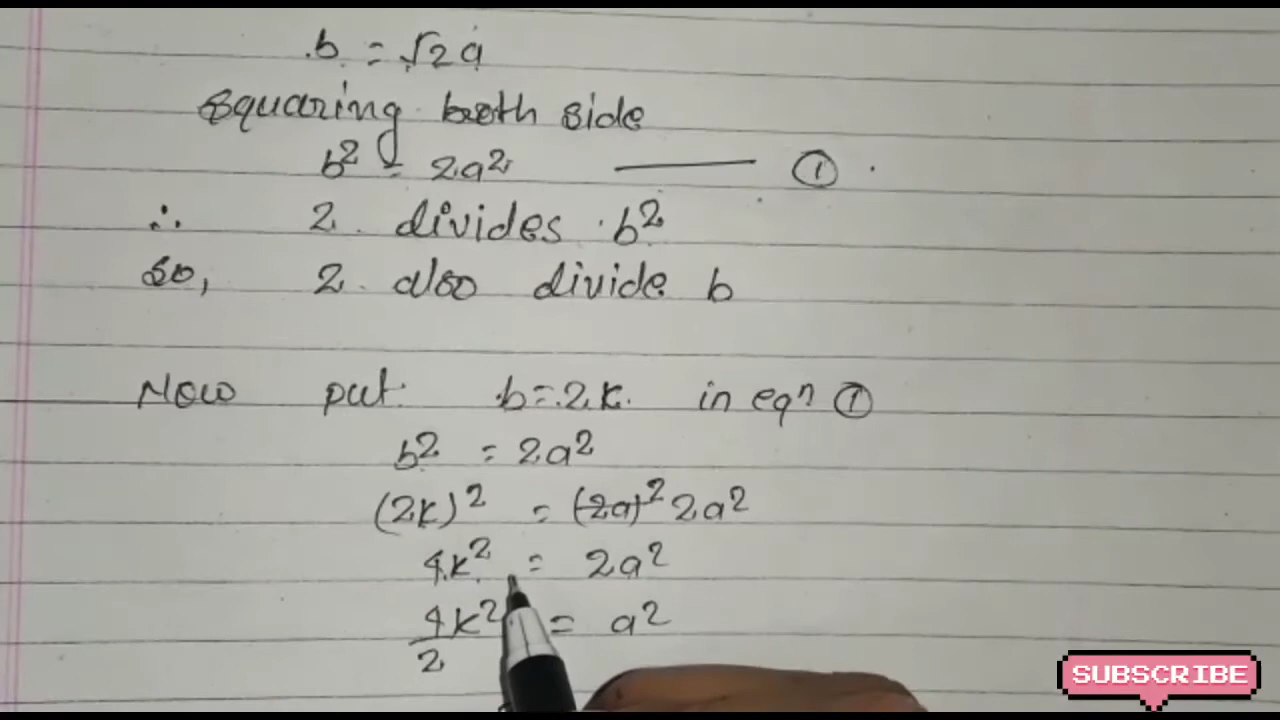 b = √2a
squaring both side
b² = 2a² —— ①
∴ 2 divides b²
so, 2 also divide b
Now put b = 2k in eqn ①
b² = 2a²
(2k)² = (2a)² 2a²
4k² = 2a²
4k²/2 = a²
SUBSCRIBE